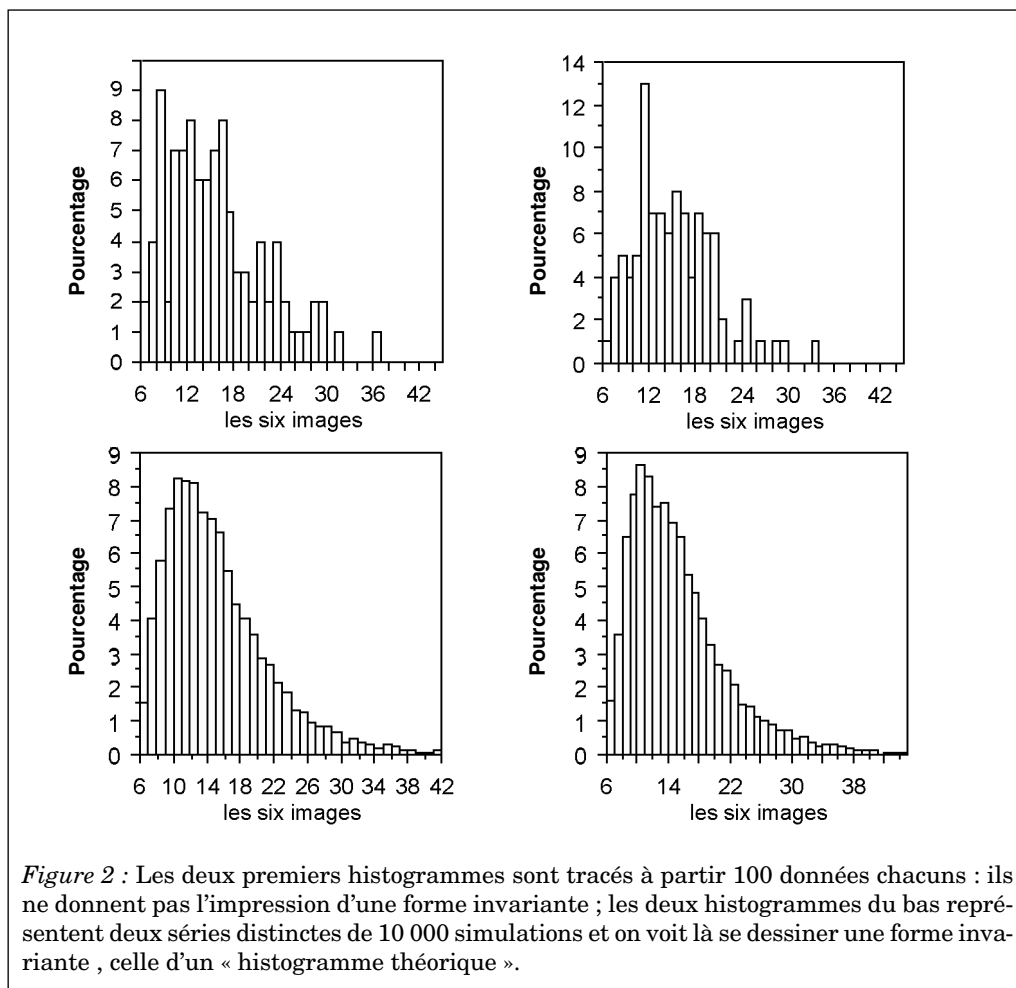 Pourcentage
9
8
7
6
5
4
3
2
1
0
6 12 18 24 30 36 42
les six images
Pourcentage
14
12
10
8
6
4
2
0
6 12 18 24 30 36 42
les six images
Pourcentage
9
8
7
6
5
4
3
2
1
0
6 10 14 18 22 26 30 34 38 42
les six images
Pourcentage
9
8
7
6
5
4
3
2
1
0
6 14 22 30 38
les six images
Figure 2 : Les deux premiers histogrammes sont tracés à partir 100 données chacuns : ils
ne donnent pas l'impression d'une forme invariante ; les deux histogrammes du bas repré-
sentent deux séries distinctes de 10 000 simulations et on voit là se dessiner une forme inva-
riante , celle d'un « histogramme théorique ».